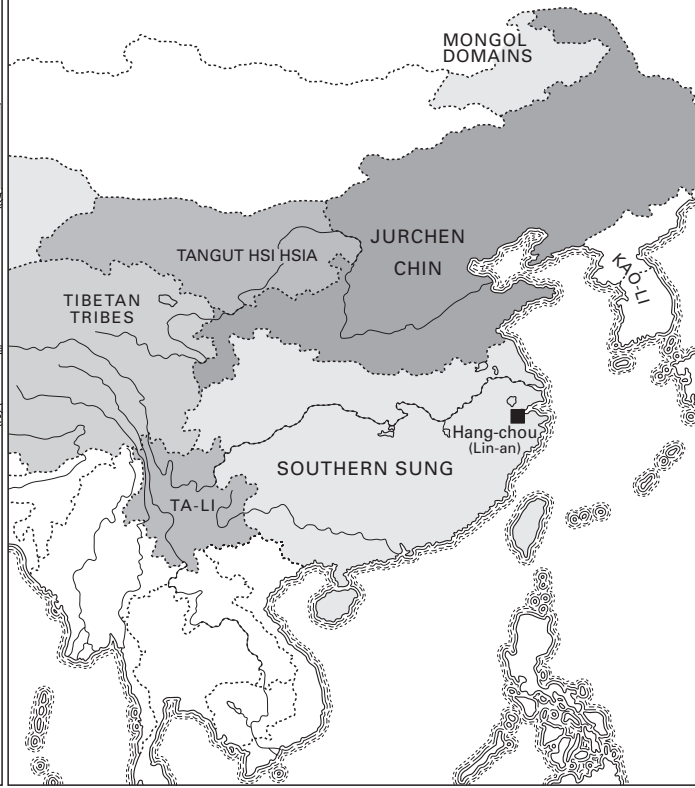 MONGOL
DOMAINS
JURCHEN
CHIN
TANGUT HSI HSIA
KAO-LI
TIBETAN
TRIBES
Hang-chou
(Lin-an)
SOUTHERN SUNG
TA-LI